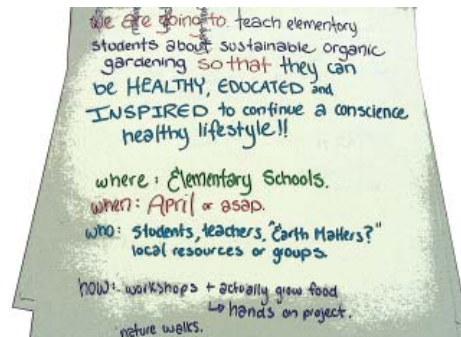 we are going to teach elementary
students about sustainable organic
gardening so that they can
be HEALTHY, EDUCATED and
INSPIRED to continue a conscience
healthy lifestyle!!
where: Elementary Schools.
when: April or asap.
who: students, teachers, "Earth Matters?"
local resources or groups.
how: workshops + actually grow food
↳ hands on project.
nature walks.